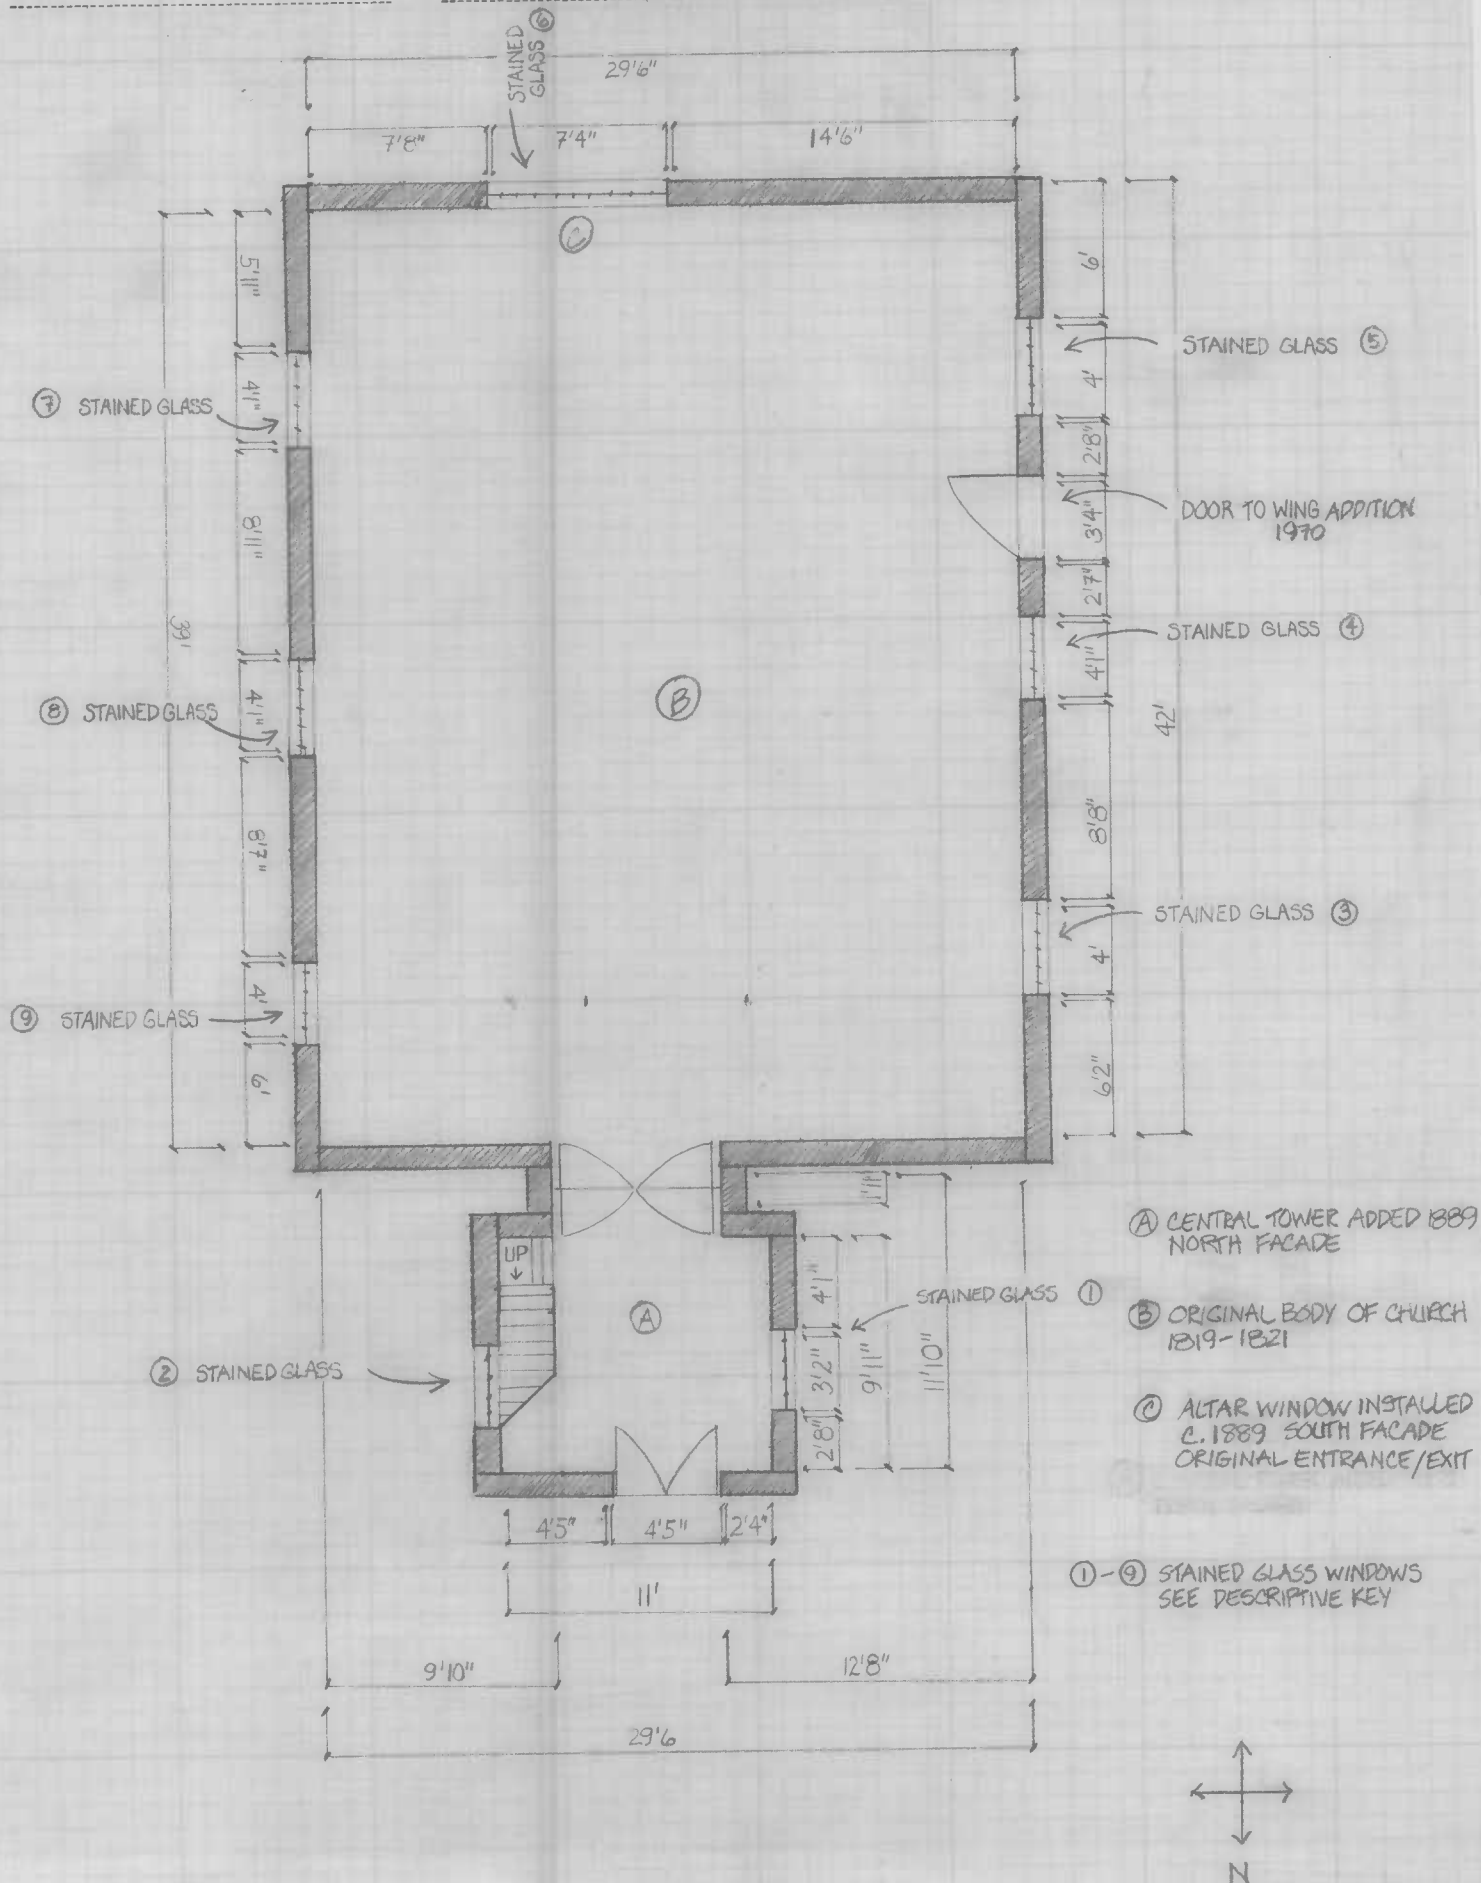 STAINED
GLASS ⑥
29'6"
7'8"
7'4"
14'6"
Ⓒ
5'11"
4'1"
8'11"
4'1"
8'7"
4'
6'
39'
⑦ STAINED GLASS
⑧ STAINED GLASS
⑨ STAINED GLASS
Ⓑ
6'
4'
2'8"
3'4"
2'7"
4'1"
8'8"
4'
6'2"
42'
STAINED GLASS ⑤
DOOR TO WING ADDITION
1970
STAINED GLASS ④
STAINED GLASS ③
UP
Ⓐ
② STAINED GLASS
STAINED GLASS ①
1'11"
4'1"
3'2"
2'8"
9'11"
11'10"
4'5"
4'5"
2'4"
11'
9'10"
12'8"
29'6
Ⓐ CENTRAL TOWER ADDED 1889
NORTH FACADE
Ⓑ ORIGINAL BODY OF CHURCH
1819-1821
Ⓒ ALTAR WINDOW INSTALLED
C.1889 SOUTH FACADE
ORIGINAL ENTRANCE/EXIT
①-⑨ STAINED GLASS WINDOWS
SEE DESCRIPTIVE KEY
N